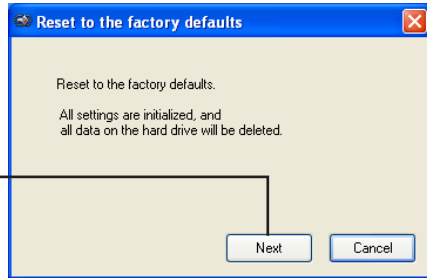 Reset to the factory defaults
Reset to the factory defaults.
All settings are initialized, and
all data on the hard drive will be deleted.
Next Cancel